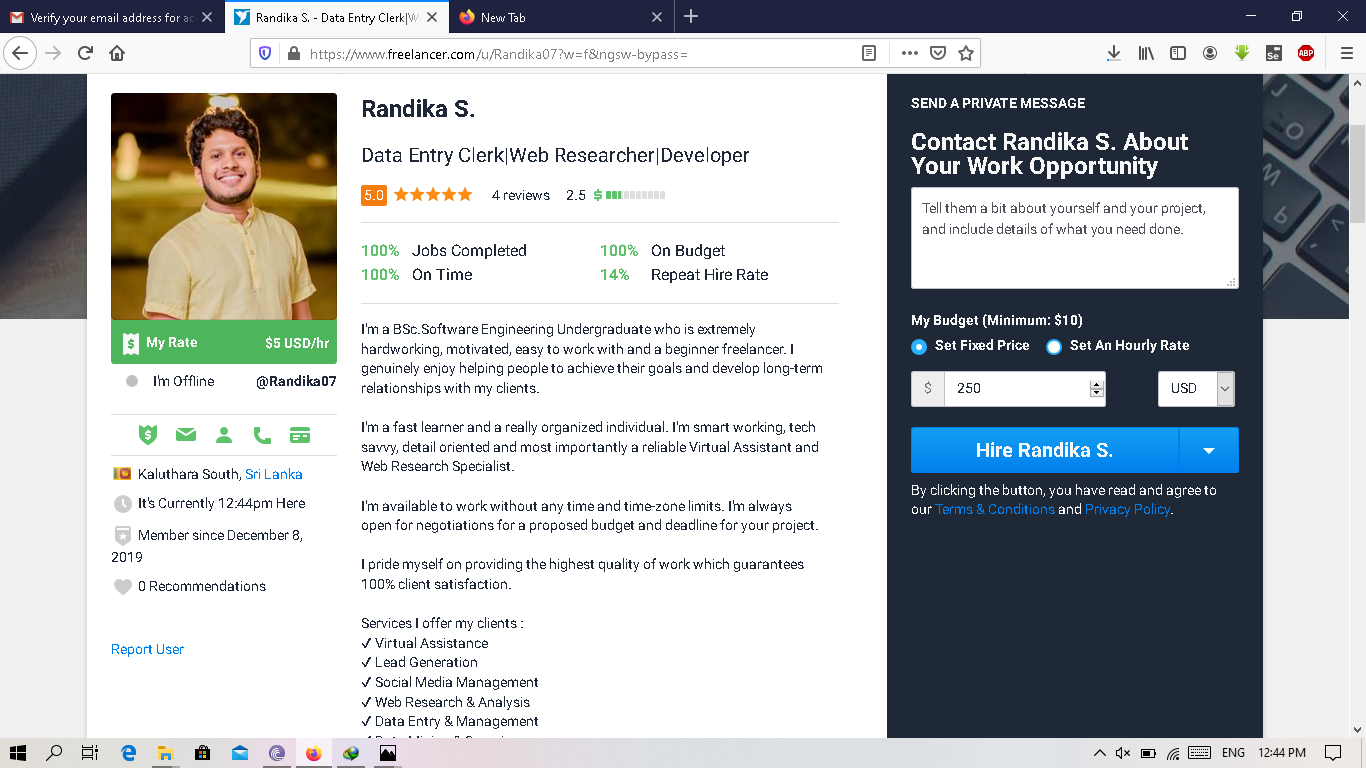 Verify your email address for ac
Randika S. - Data Entry Clerk|W
New Tab
https://www.freelancer.com/u/Randika07?w=f&ngsw-bypass=
Se
ABP
Randika S.
Data Entry Clerk|Web Researcher|Developer
5.0 4 reviews 2.5 $
100% Jobs Completed 100% On Budget
100% On Time 14% Repeat Hire Rate
$ My Rate $5 USD/hr
I'm Offline @Randika07
Kaluthara South, Sri Lanka
It's Currently 12:44pm Here
Member since December 8,
2019
0 Recommendations
Report User
I'm a BSc.Software Engineering Undergraduate who is extremely
hardworking, motivated, easy to work with and a beginner freelancer. I
genuinely enjoy helping people to achieve their goals and develop long-term
relationships with my clients.
I'm a fast learner and a really organized individual. I'm smart working, tech
savvy, detail oriented and most importantly a reliable Virtual Assistant and
Web Research Specialist.
I'm available to work without any time and time-zone limits. I'm always
open for negotiations for a proposed budget and deadline for your project.
I pride myself on providing the highest quality of work which guarantees
100% client satisfaction.
Services I offer my clients :
✓ Virtual Assistance
✓ Lead Generation
✓ Social Media Management
✓ Web Research & Analysis
✓ Data Entry & Management
SEND A PRIVATE MESSAGE
Contact Randika S. About
Your Work Opportunity
Tell them a bit about yourself and your project,
and include details of what you need done.
My Budget (Minimum: $10)
Set Fixed Price Set An Hourly Rate
$ 250 USD
Hire Randika S.
By clicking the button, you have read and agree to
our Terms & Conditions and Privacy Policy.
ENG 12:44 PM